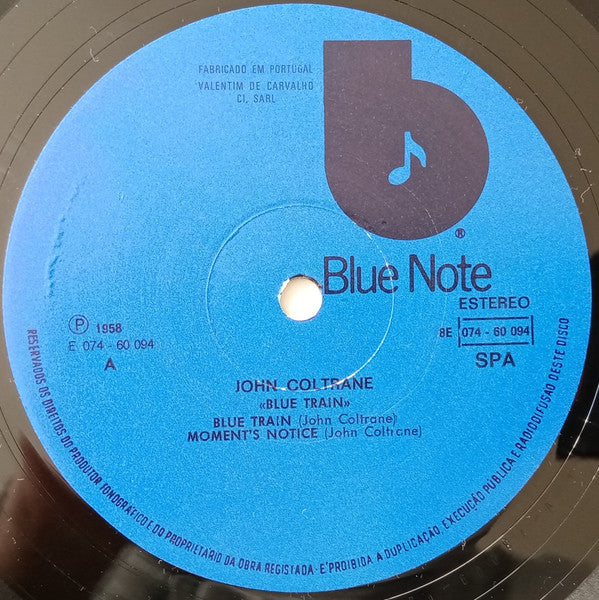 FABRICADO EM PORTUGAL
VALENTIM DE CARVALHO
CI, SARL
b
®
Blue Note
ESTEREO
Ⓟ 1958
E 074 - 60 094
A
8E 074 - 60 094
SPA
JOHN COLTRANE
«BLUE TRAIN»
BLUE TRAIN (John Coltrane)
MOMENT'S NOTICE (John Coltrane)
RESERVADOS OS DIREITOS DO PRODUTOR FONOGRÁFICO E DO PROPRIETÁRIO DA OBRA REGISTADA - É PROIBIDA A DUPLICAÇÃO, EXECUÇÃO PÚBLICA E RADIODIFUSÃO DESTE DISCO